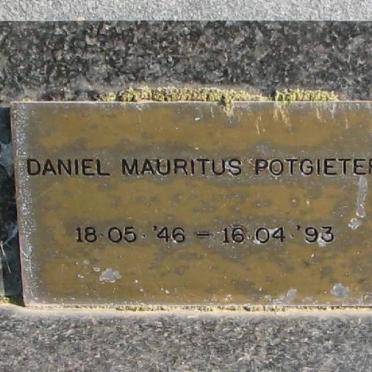 DANIEL MAURITUS POTGIETER
18·05·'46 – 16·04·'93